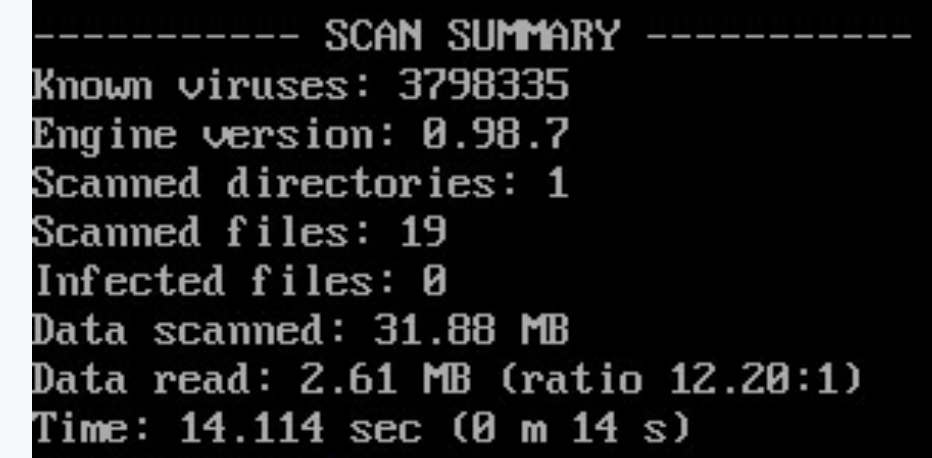 ----------- SCAN SUMMARY -----------
Known viruses: 3798335
Engine version: 0.98.7
Scanned directories: 1
Scanned files: 19
Infected files: 0
Data scanned: 31.88 MB
Data read: 2.61 MB (ratio 12.20:1)
Time: 14.114 sec (0 m 14 s)